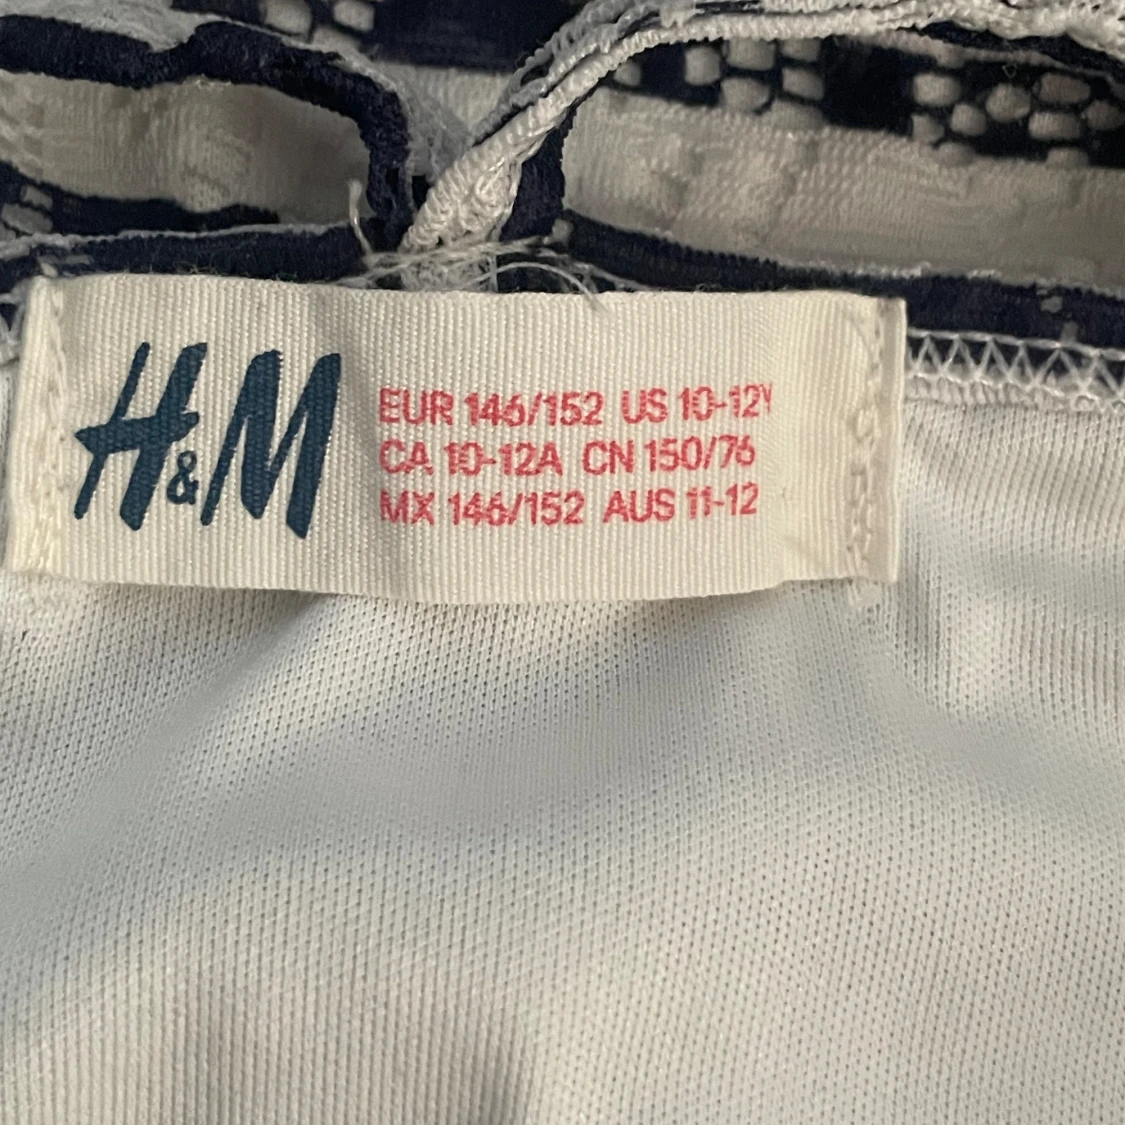 H&M
EUR 146/152 US 10-12Y
CA 10-12A CN 150/76
MX 146/152 AUS 11-12